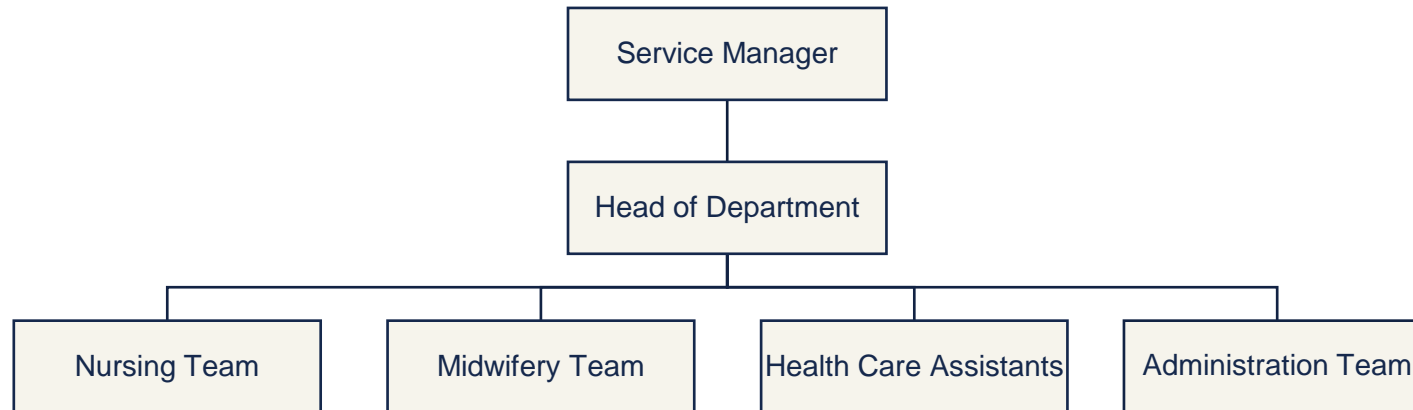 Service Manager
Head of Department
Nursing Team
Midwifery Team
Health Care Assistants
Administration Team